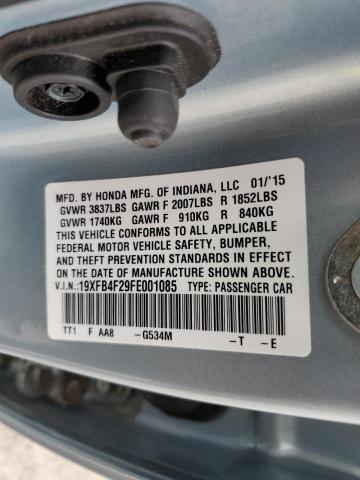 MFD. BY HONDA MFG. OF INDIANA, LLC 01/'15
GVWR 3837LBS GAWR F 2007LBS R 1852LBS
GVWR 1740KG GAWR F 910KG R 840KG
THIS VEHICLE CONFORMS TO ALL APPLICABLE
FEDERAL MOTOR VEHICLE SAFETY, BUMPER,
AND THEFT PREVENTION STANDARDS IN EFFECT
ON THE DATE OF MANUFACTURE SHOWN ABOVE.
V.I.N.:19XFB4F29FE001085 TYPE: PASSENGER CAR
TT1 F AA8 -G534M -T -E